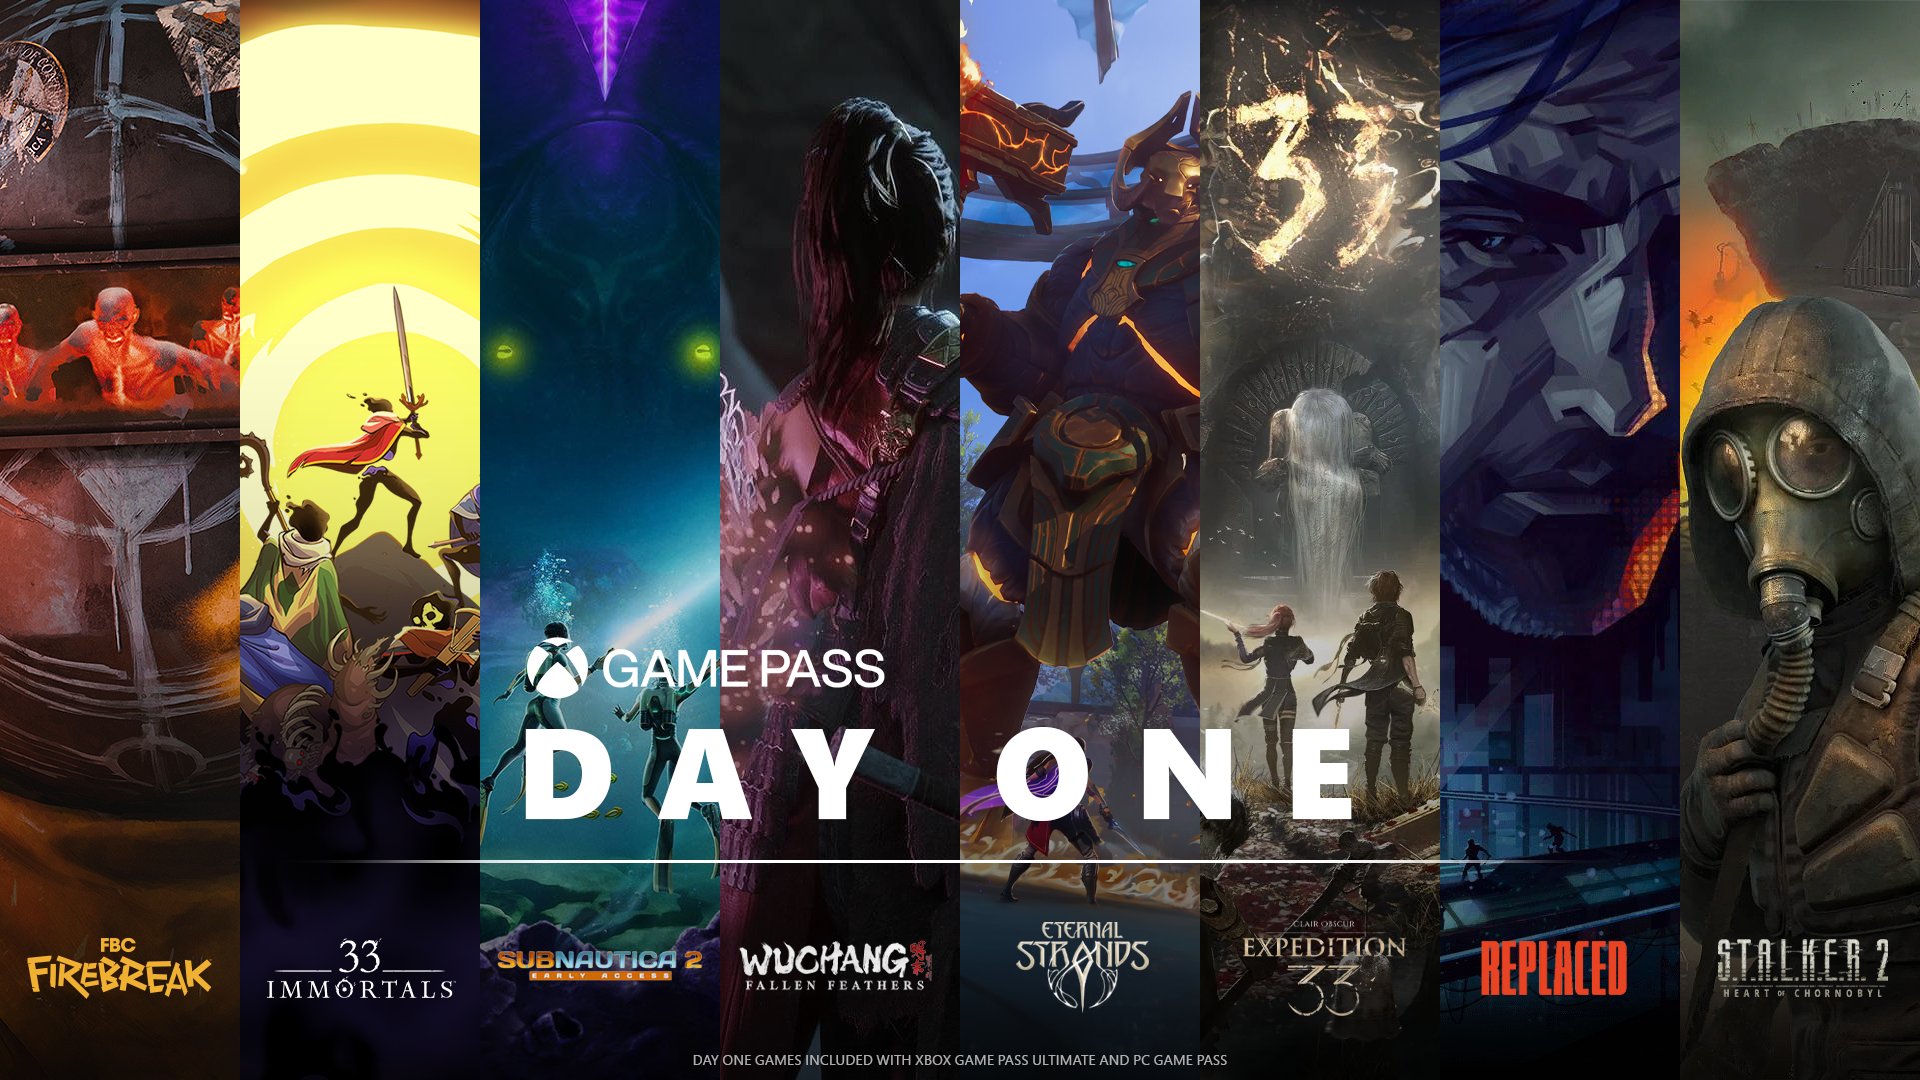 33
GAME PASS
DAY ONE
FBC
FIREBREAK
33
IMMORTALS
SUBNAUTICA 2
EARLY ACCESS
WUCHANG
FALLEN FEATHERS
ETERNAL
STRANDS
CLAIR OBSCUR
EXPEDITION
33
REPLACED
S.T.A.L.K.E.R. 2
HEART OF CHORNOBYL
DAY ONE GAMES INCLUDED WITH XBOX GAME PASS ULTIMATE AND PC GAME PASS